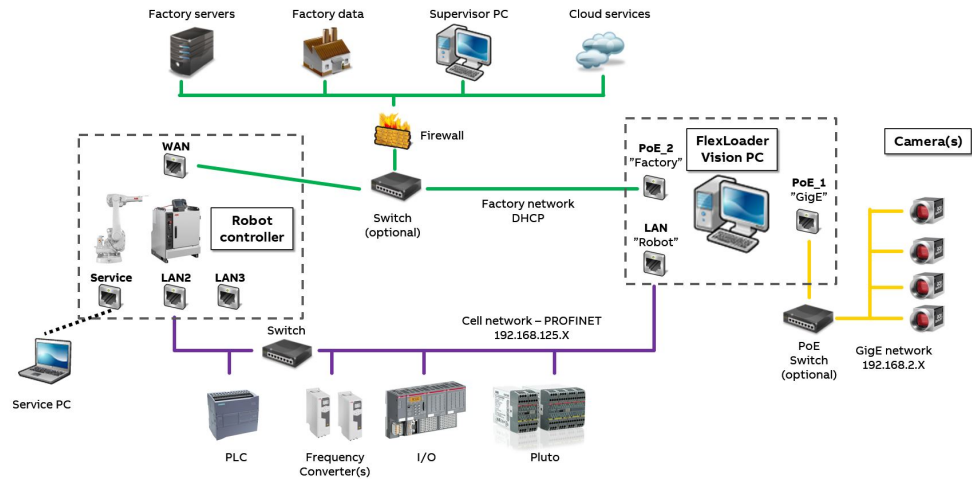 Factory servers
Factory data
Supervisor PC
Cloud services
Firewall
WAN
Robot
controller
Service
LAN2
LAN3
Switch
(optional)
Factory network
DHCP
PoE_2
"Factory"
FlexLoader
Vision PC
PoE_1
"GigE"
LAN
"Robot"
Camera(s)
Service PC
Switch
Cell network – PROFINET
192.168.125.X
PoE
Switch
(optional)
GigE network
192.168.2.X
PLC
Frequency
Converter(s)
I/O
Pluto